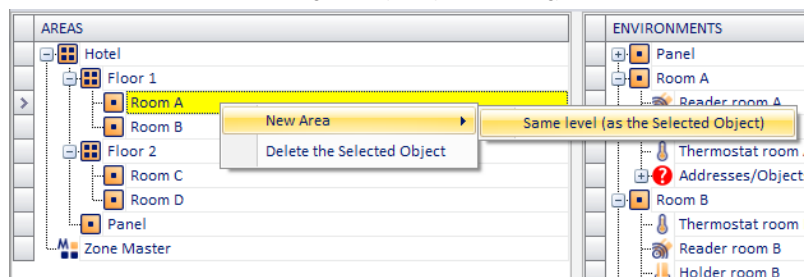 AREAS
Hotel
Floor 1
Room A
Room B
Floor 2
Room C
Room D
Panel
Zone Master
New Area
Delete the Selected Object
Same level (as the Selected Object)
ENVIRONMENTS
Panel
Room A
Reader room A
Thermostat room
Addresses/Object
Room B
Thermostat room
Reader room B
Holder room B